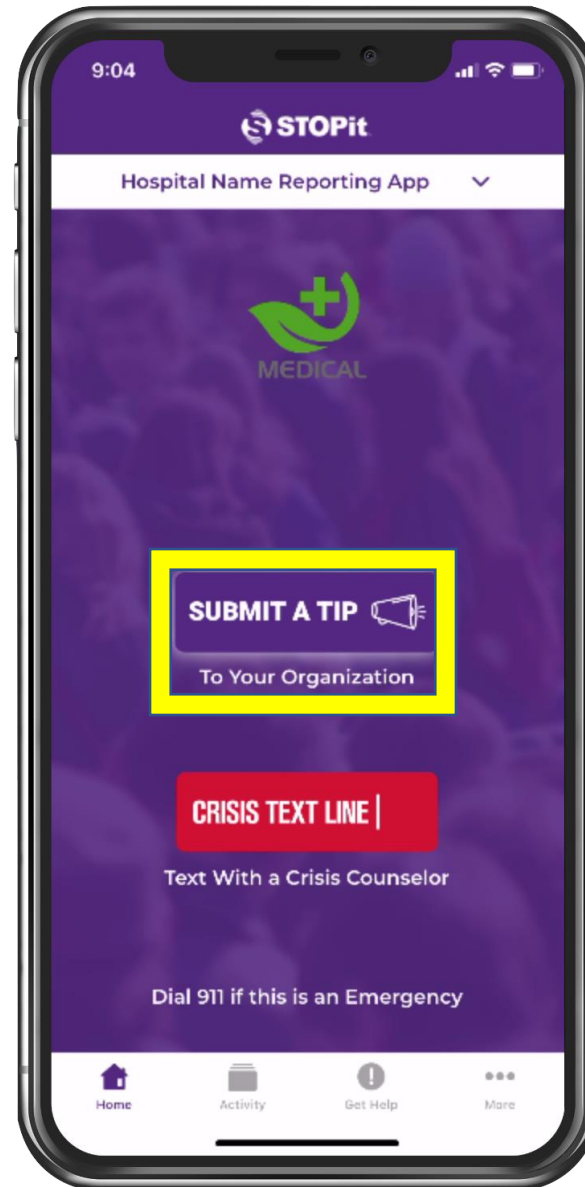 9:04
STOPit
Hospital Name Reporting App
MEDICAL
SUBMIT A TIP
To Your Organization
CRISIS TEXT LINE |
Text With a Crisis Counselor
Dial 911 if this is an Emergency
Home Activity Get Help More